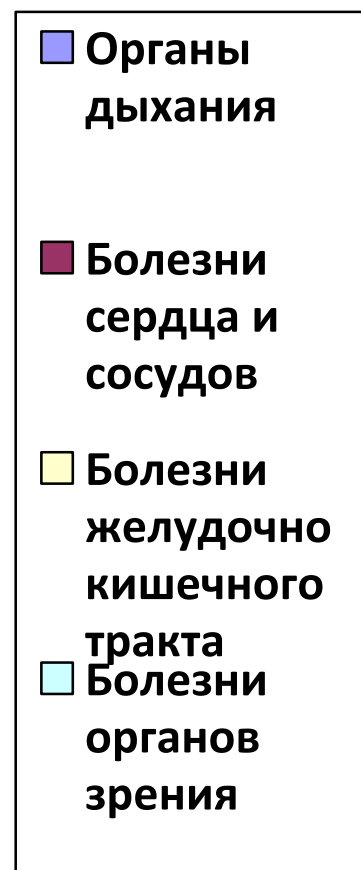 Органы
дыхания
Болезни
сердца и
сосудов
Болезни
желудочно
кишечного
тракта
Болезни
органов
зрения